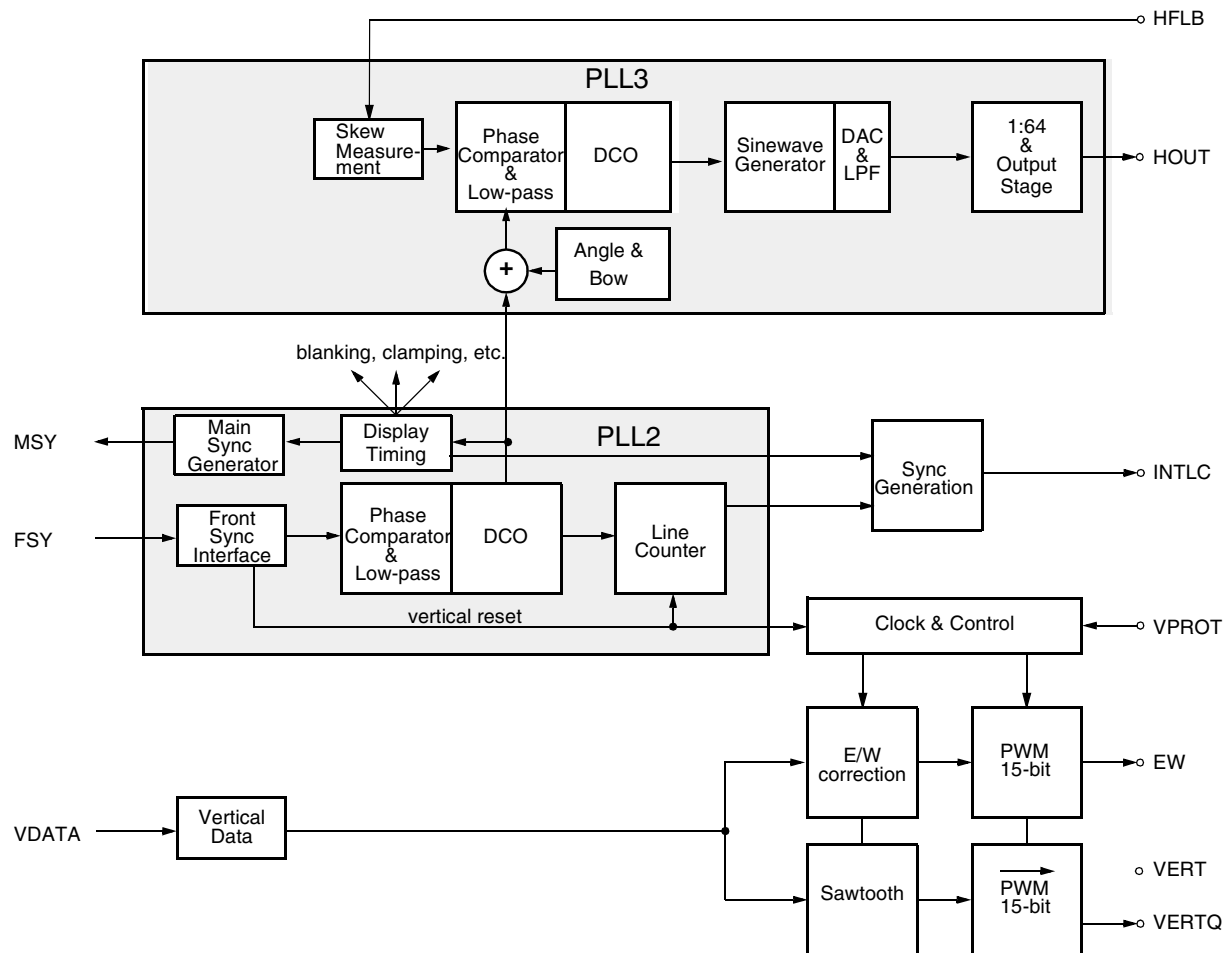 HFLB
PLL3
Skew
Measure-
ment
Phase
Comparator
&
Low-pass
DCO
Sinewave
Generator
DAC
&
LPF
1:64
&
Output
Stage
HOUT
+
Angle &
Bow
blanking, clamping, etc.
MSY
Main
Sync
Generator
Display
Timing
PLL2
Sync
Generation
INTLC
FSY
Front
Sync
Interface
Phase
Comparator
&
Low-pass
DCO
Line
Counter
vertical reset
Clock & Control
VPROT
E/W
correction
PWM
15-bit
EW
VDATA
Vertical
Data
Sawtooth
PWM
15-bit
VERT
VERTQ